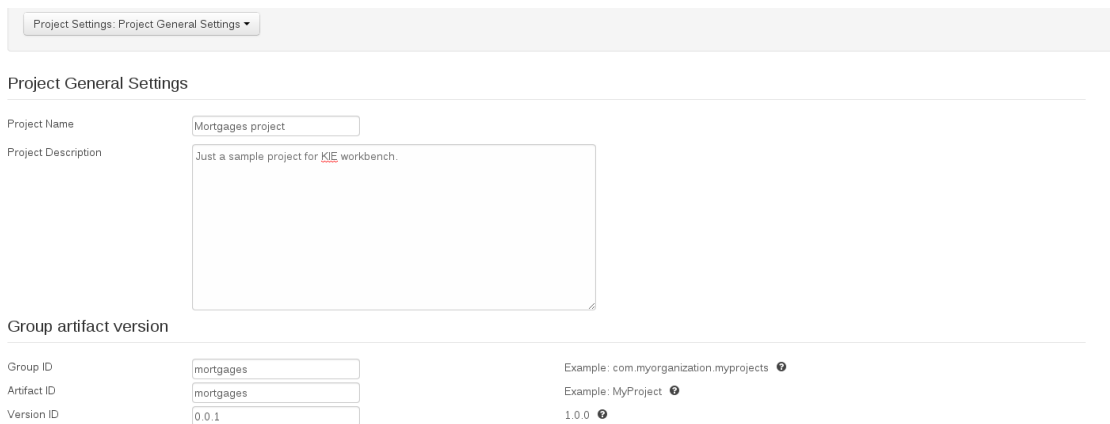 Project Settings: Project General Settings
Project General Settings
Project Name Mortgages project
Project Description Just a sample project for KIE workbench.
Group artifact version
Group ID mortgages Example: com.myorganization.myprojects
Artifact ID mortgages Example: MyProject
Version ID 0.0.1 1.0.0